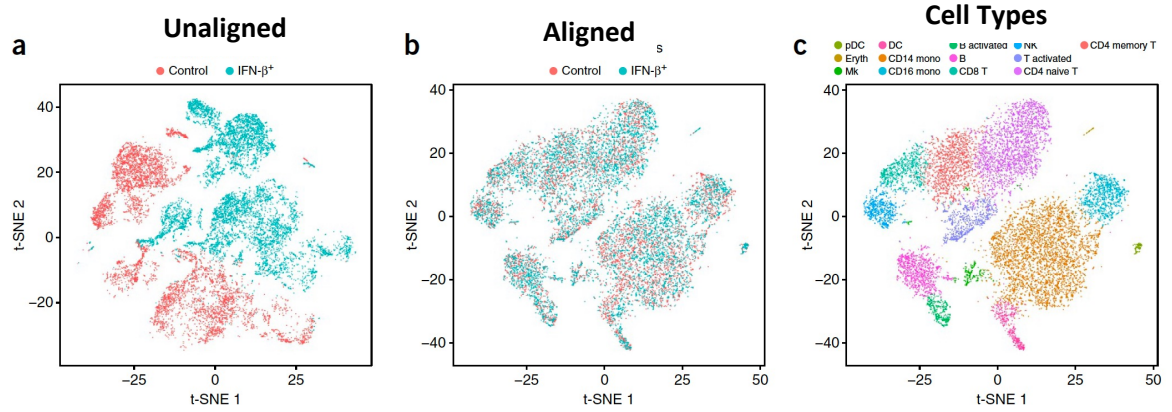 Unaligned
Aligned
s
Cell Types
a
b
c
Control IFN-β+
Control IFN-β+
pDC DC B activated NK CD4 memory T
Eryth CD14 mono B T activated
Mk CD16 mono CD8 T CD4 naive T
t-SNE 2
40
20
0
−20
−25 0 25
t-SNE 1
t-SNE 2
40
20
0
−20
−40
−25 0 25 50
t-SNE 1
t-SNE 2
40
20
0
−20
−40
−25 0 25 50
t-SNE 1